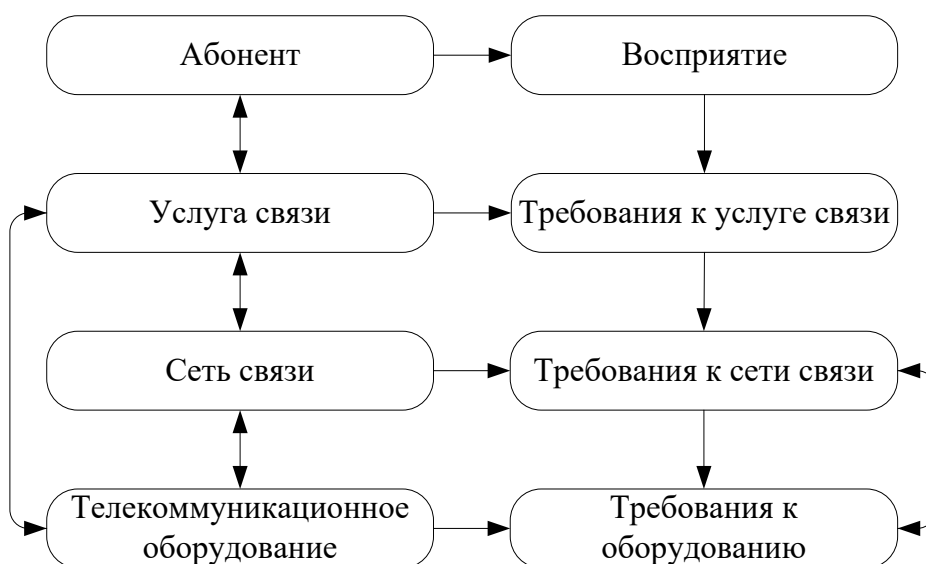 Абонент
Восприятие
Услуга связи
Требования к услуге связи
Сеть связи
Требования к сети связи
Телекоммуникационное
оборудование
Требования к
оборудованию